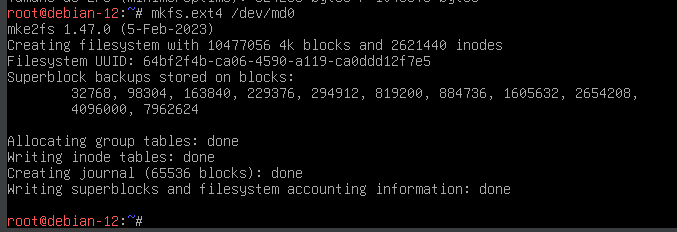 root@debian-12:~# mkfs.ext4 /dev/md0
mke2fs 1.47.0 (5-Feb-2023)
Creating filesystem with 10477056 4k blocks and 2621440 inodes
Filesystem UUID: 64bf2f4b-ca06-4590-a119-ca0ddd12f7e5
Superblock backups stored on blocks:
32768, 98304, 163840, 229376, 294912, 819200, 884736, 1605632, 2654208,
4096000, 7962624
Allocating group tables: done
Writing inode tables: done
Creating journal (65536 blocks): done
Writing superblocks and filesystem accounting information: done
root@debian-12:~#